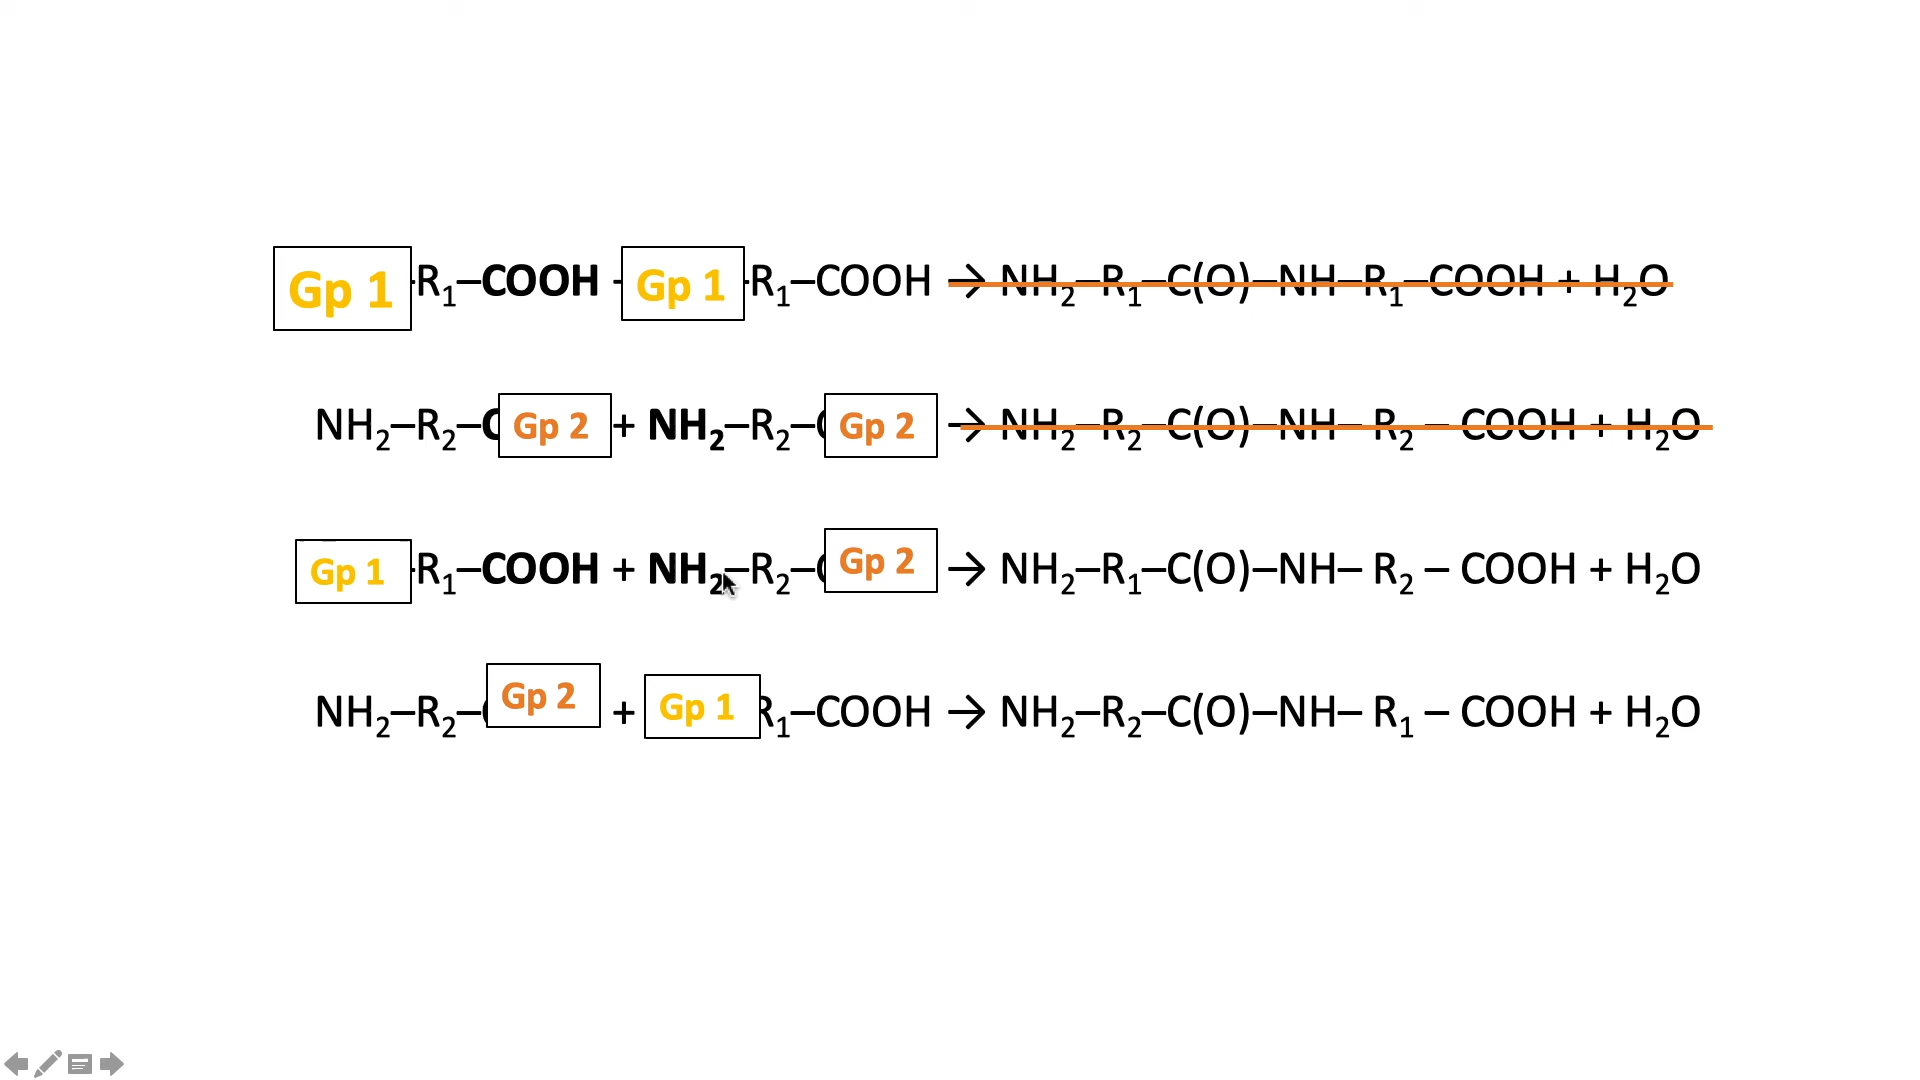 Gp 1 R₁–COOH - Gp 1 R₁–COOH → NH₂–R₁–C(O)–NH–R₁–COOH + H₂O
NH₂–R₂–C Gp 2 + NH₂–R₂–C Gp 2 → NH₂–R₂–C(O)–NH– R₂ – COOH + H₂O
Gp 1 R₁–COOH + NH₂–R₂–C Gp 2 → NH₂–R₁–C(O)–NH– R₂ – COOH + H₂O
NH₂–R₂–C Gp 2 + Gp 1 R₁–COOH → NH₂–R₂–C(O)–NH– R₁ – COOH + H₂O